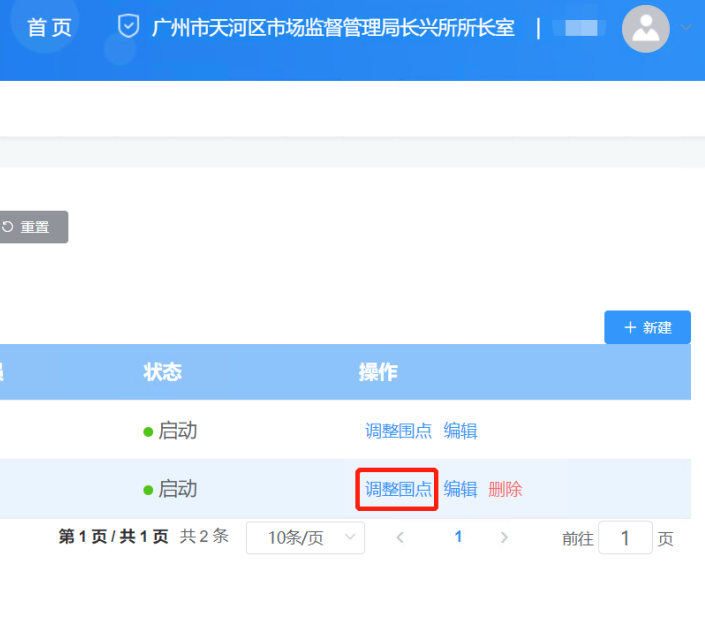 首页 广州市天河区市场监督管理局长兴所所长室 |
重置
+ 新建
状态 操作
启动 调整围点 编辑
启动 调整围点 编辑 删除
第1页/共1页 共2条 10条/页 < 1 > 前往 1 页